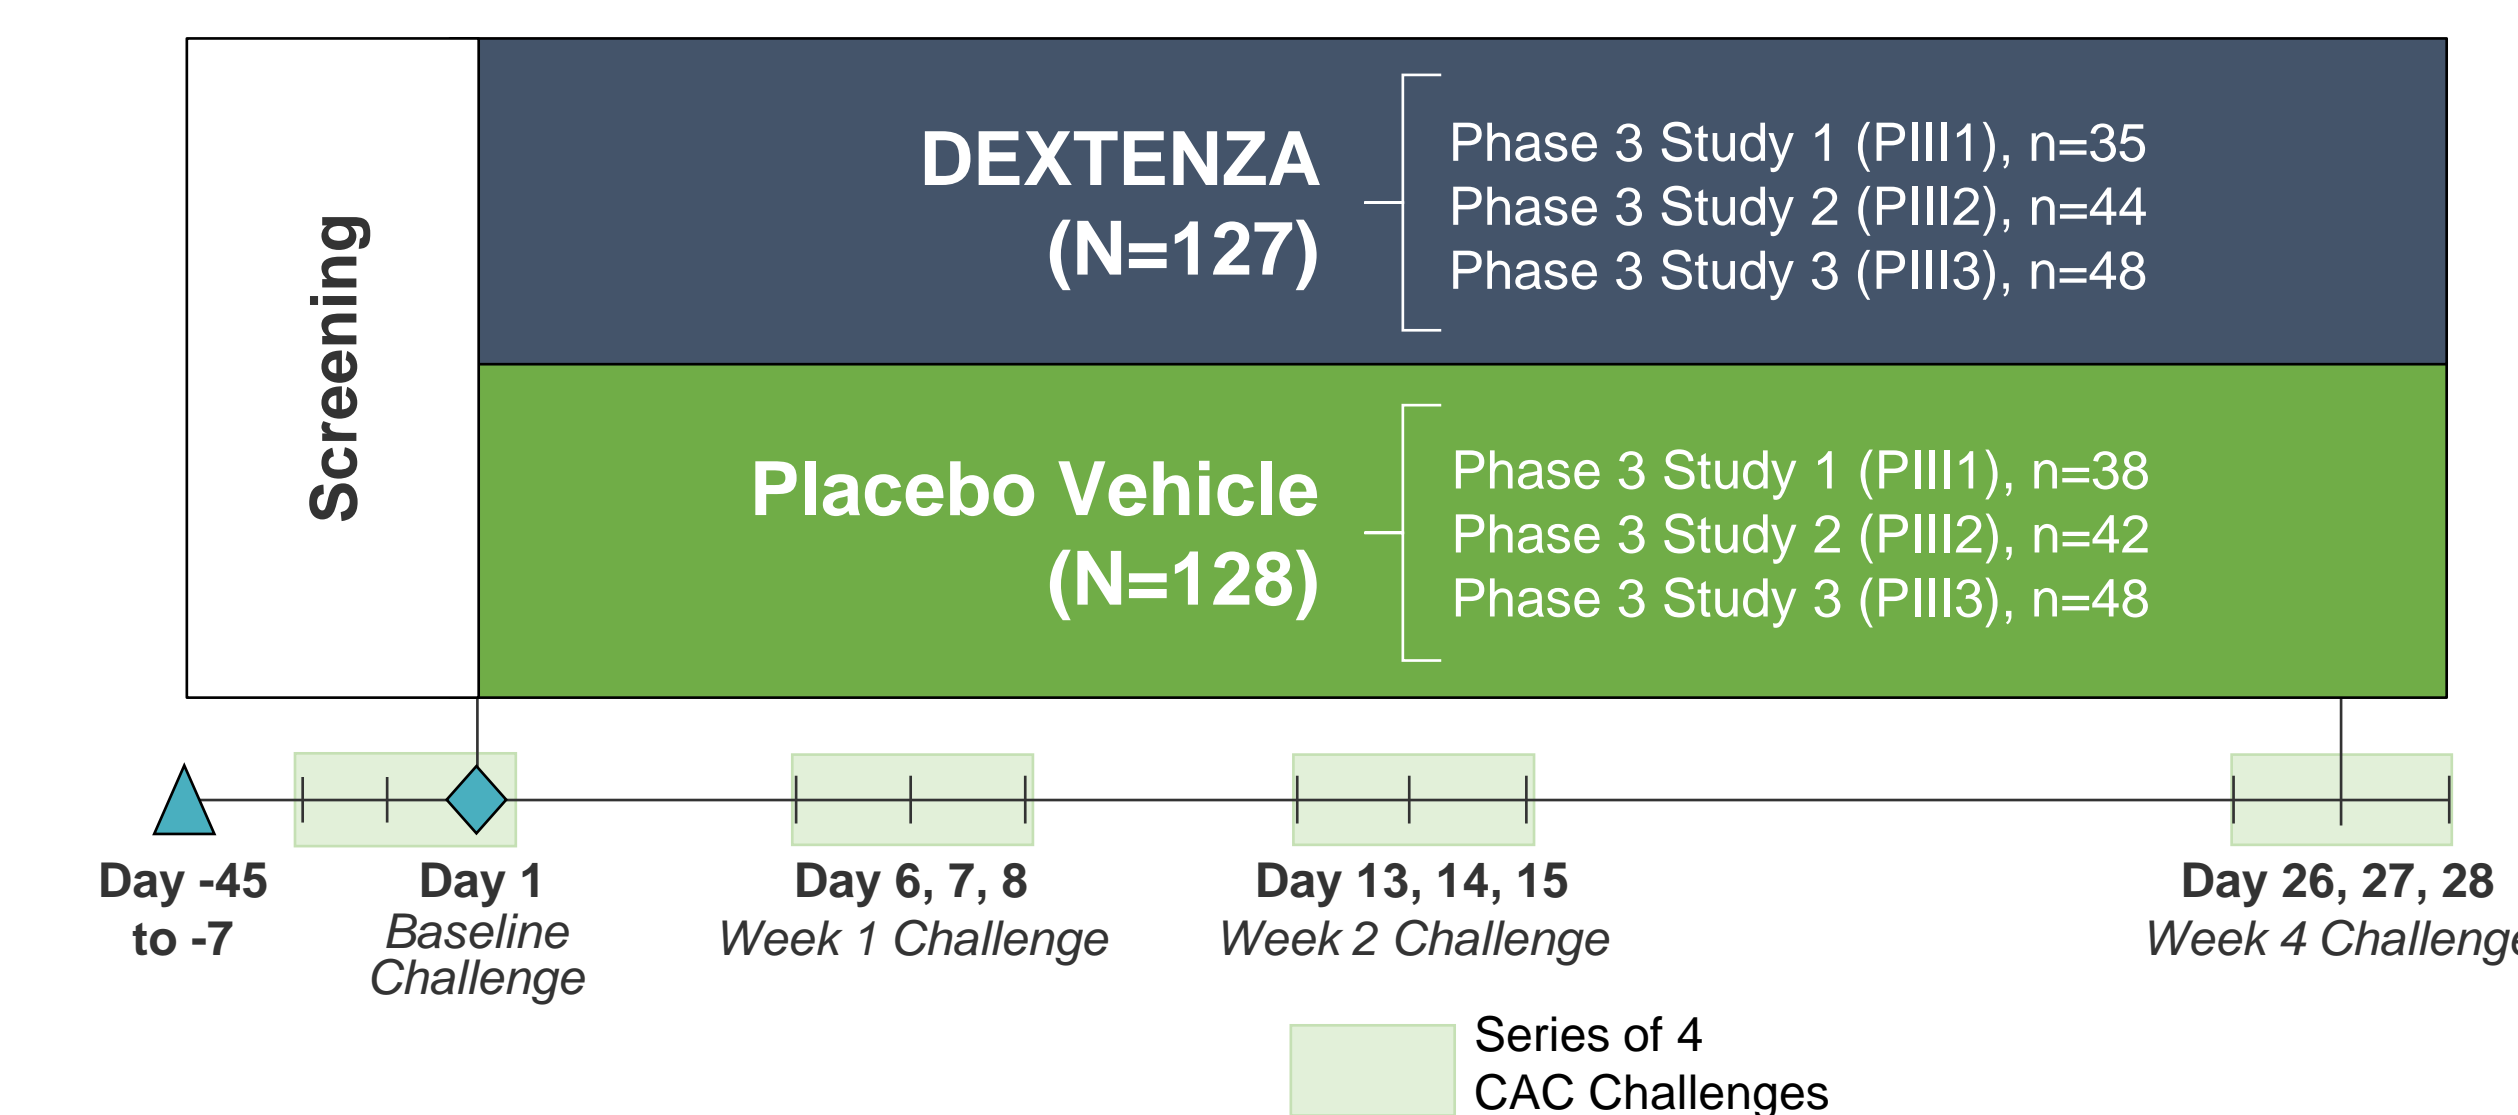 Screening
DEXTENZA
(N=127)
Phase 3 Study 1 (PIII1), n=35
Phase 3 Study 2 (PIII2), n=44
Phase 3 Study 3 (PIII3), n=48
Placebo Vehicle
(N=128)
Phase 3 Study 1 (PIII1), n=38
Phase 3 Study 2 (PIII2), n=42
Phase 3 Study 3 (PIII3), n=48
Day -45
to -7
Day 1
Baseline
Challenge
Day 6, 7, 8
Week 1 Challenge
Day 13, 14, 15
Week 2 Challenge
Day 26, 27, 28
Week 4 Challenge
Series of 4
CAC Challenges